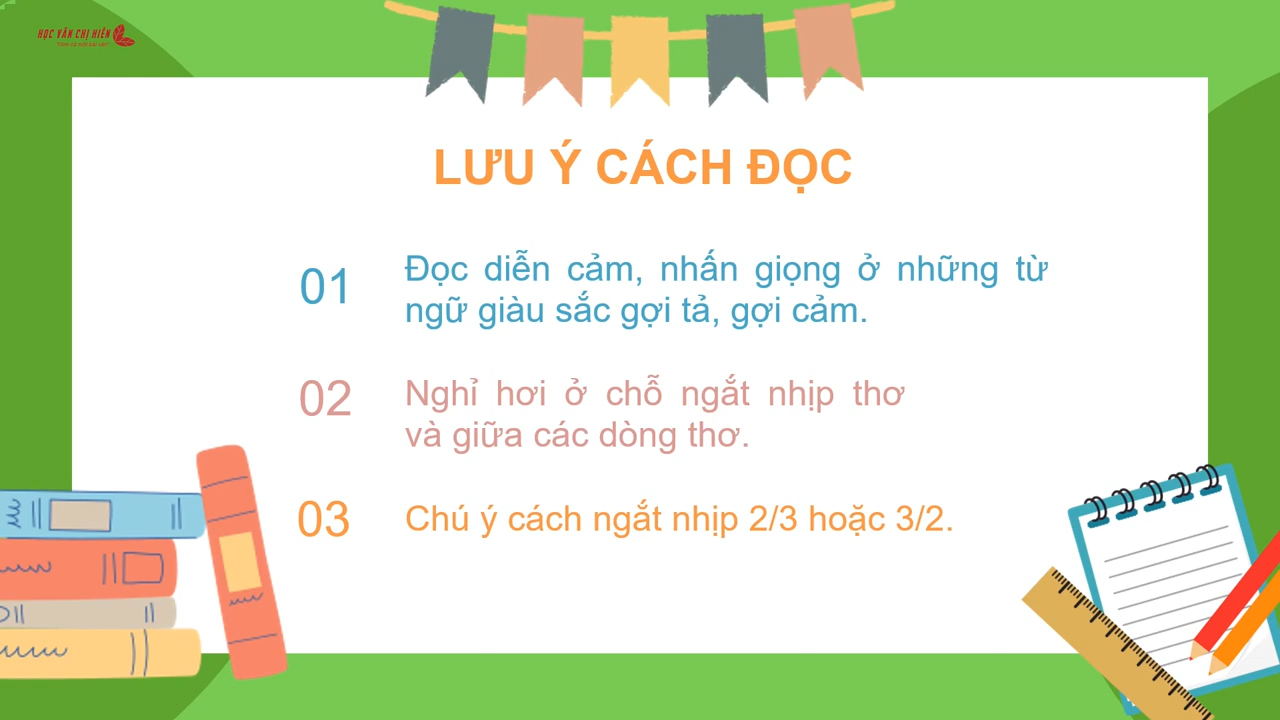 HỌC VĂN CHỊ HIÊN
LƯU Ý CÁCH ĐỌC
01
Đọc diễn cảm, nhấn giọng ở những từ
ngữ giàu sắc gợi tả, gợi cảm.
02
Nghỉ hơi ở chỗ ngắt nhịp thơ
và giữa các dòng thơ.
03
Chú ý cách ngắt nhịp 2/3 hoặc 3/2.